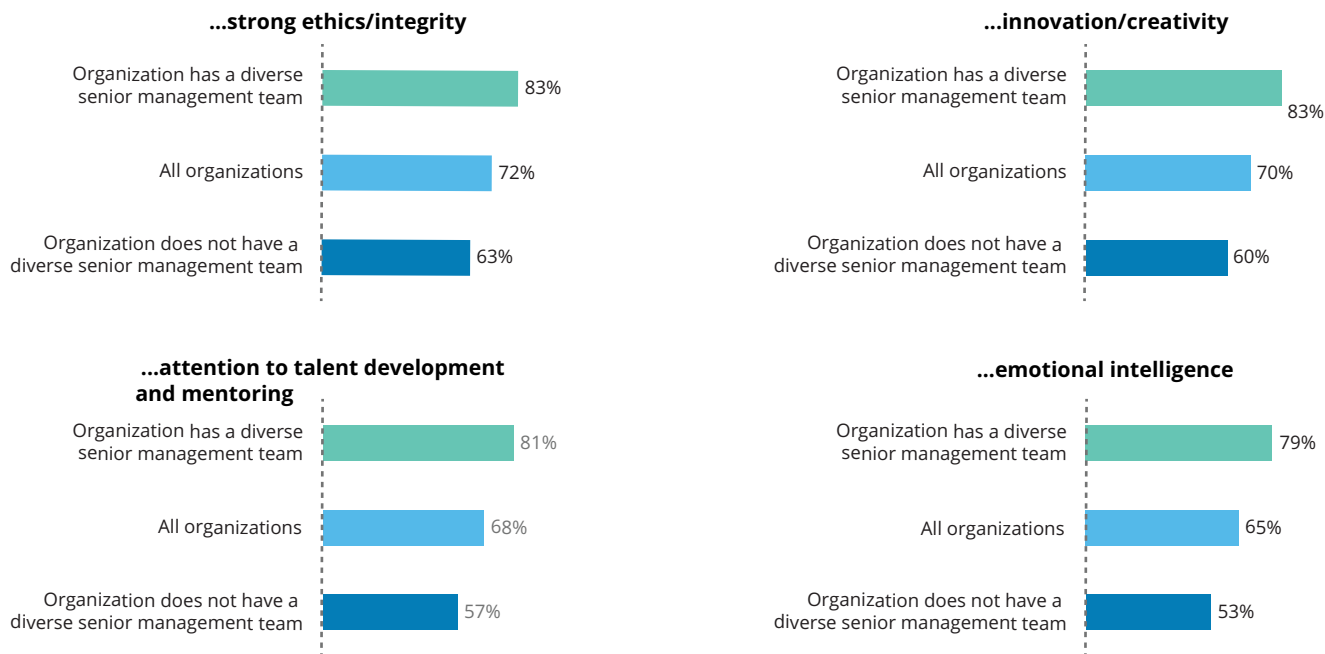 ...strong ethics/integrity
Organization has a diverse
senior management team
83%
All organizations
72%
Organization does not have a
diverse senior management team
63%
...innovation/creativity
Organization has a diverse
senior management team
83%
All organizations
70%
Organization does not have a
diverse senior management team
60%
...attention to talent development
and mentoring
Organization has a diverse
senior management team
81%
All organizations
68%
Organization does not have a
diverse senior management team
57%
...emotional intelligence
Organization has a diverse
senior management team
79%
All organizations
65%
Organization does not have a
diverse senior management team
53%